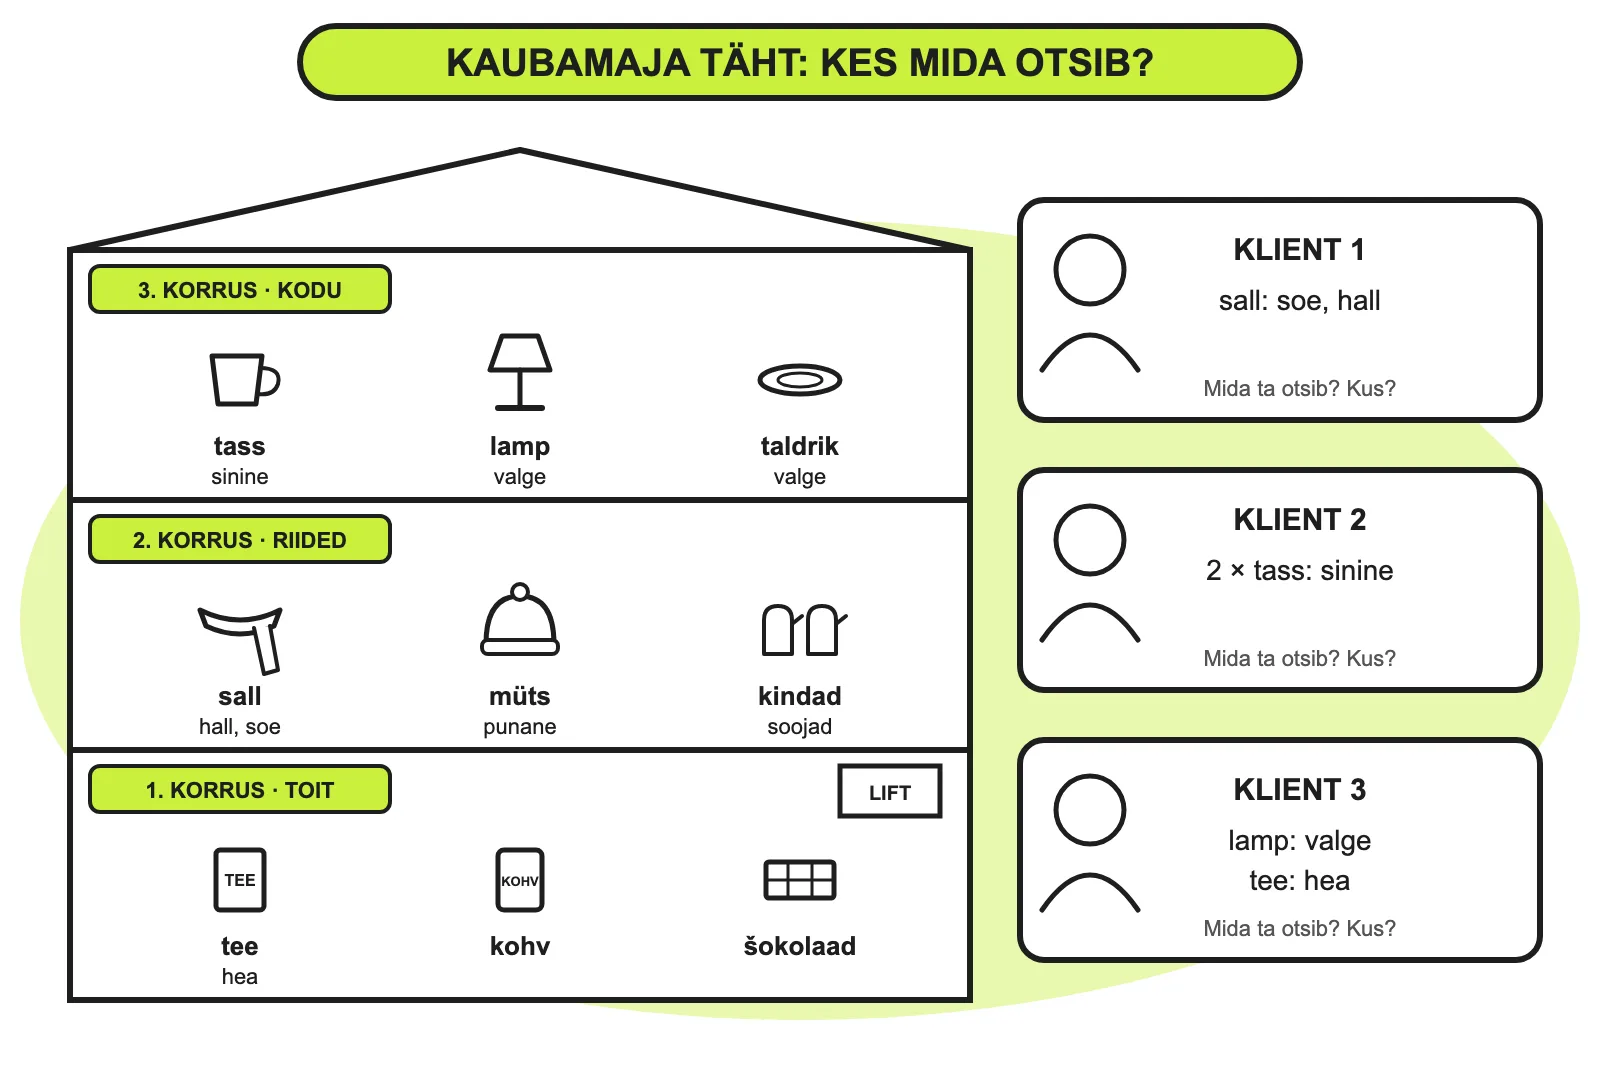 KAUBAMAJA TÄHT: KES MIDA OTSIB?
3. KORRUS · KODU
tass
sinine
lamp
valge
taldrik
valge
2. KORRUS · RIIDED
sall
hall, soe
müts
punane
kindad
soojad
1. KORRUS · TOIT
LIFT
TEE
tee
hea
KOHV
kohv
šokolaad
KLIENT 1
sall: soe, hall
Mida ta otsib? Kus?
KLIENT 2
2 × tass: sinine
Mida ta otsib? Kus?
KLIENT 3
lamp: valge
tee: hea
Mida ta otsib? Kus?